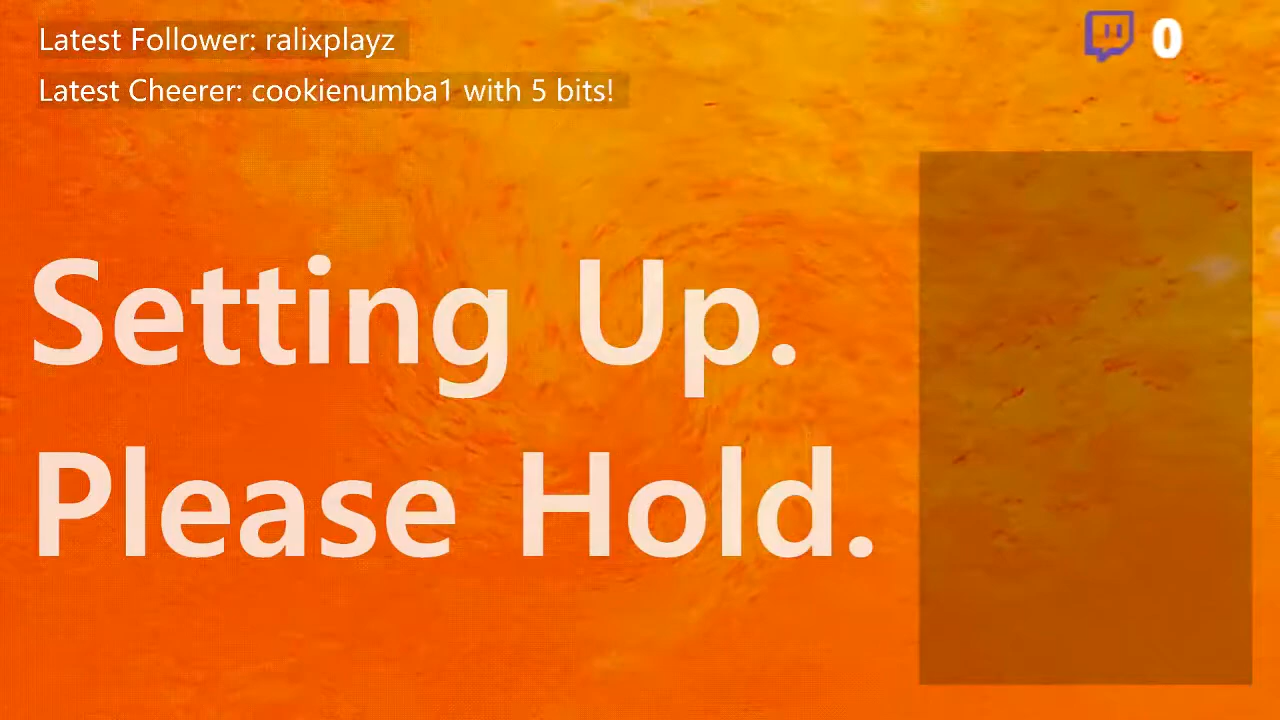 Latest Follower: ralixplayz
0
Latest Cheerer: cookienumba1 with 5 bits!
Setting Up.
Please Hold.